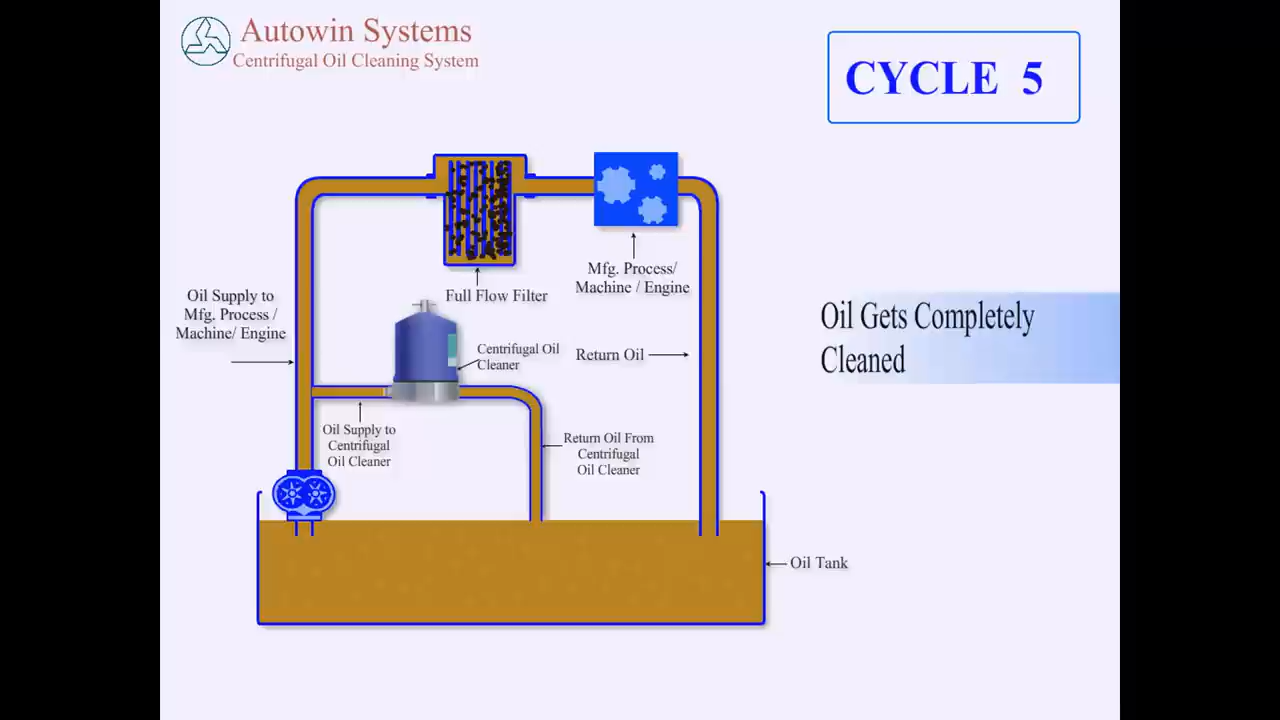 Autowin Systems
Centrifugal Oil Cleaning System
CYCLE 5
Oil Supply to
Mfg. Process /
Machine/ Engine
Full Flow Filter
Mfg. Process/
Machine / Engine
Oil Gets Completely
Cleaned
Centrifugal Oil
Cleaner
Return Oil
Oil Supply to
Centrifugal
Oil Cleaner
Return Oil From
Centrifugal
Oil Cleaner
Oil Tank